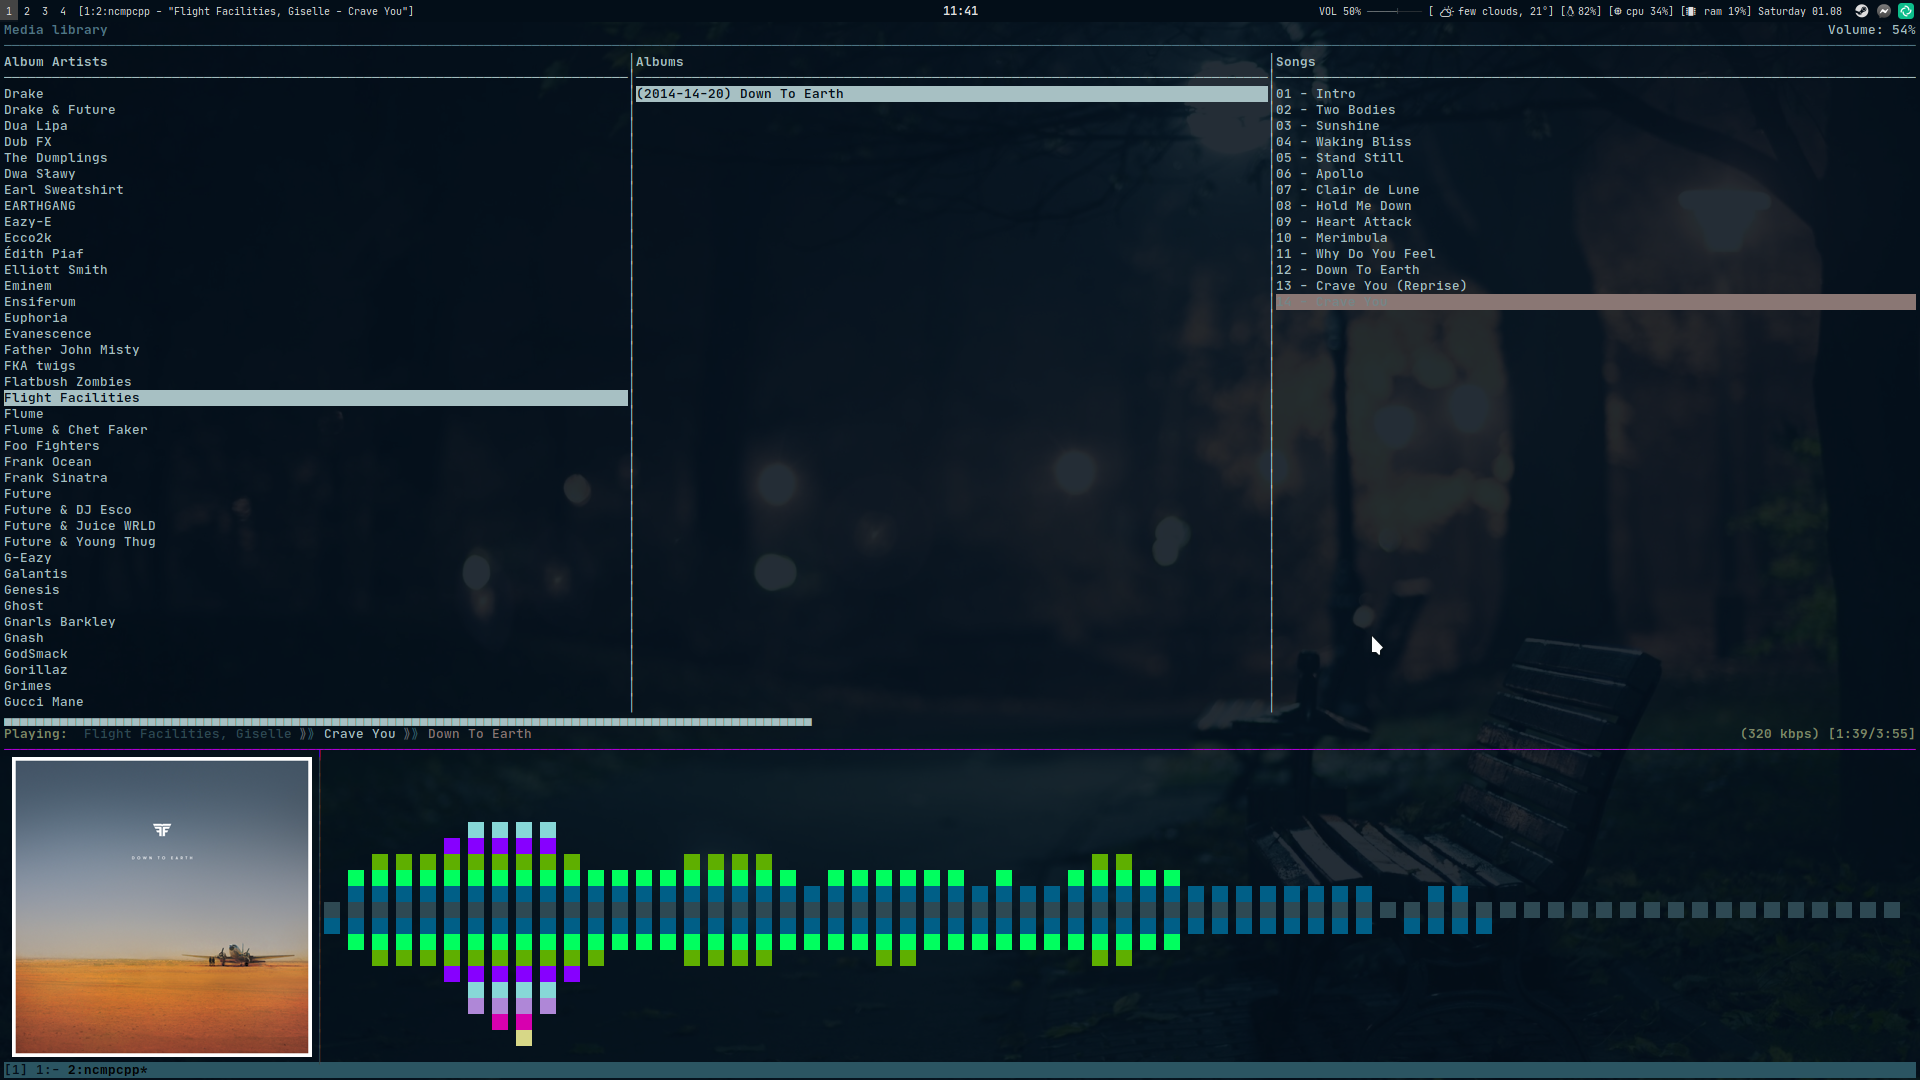 1 2 3 4 [1:2:ncmpcpp - "Flight Facilities, Giselle - Crave You"] 11:41 VOL 50% [ few clouds, 21°] [ 82%] [ cpu 34%] [ ram 19%] Saturday 01.08
Media library Volume: 54%
Album Artists
Drake
Drake & Future
Dua Lipa
Dub FX
The Dumplings
Dwa Sławy
Earl Sweatshirt
EARTHGANG
Eazy-E
Ecco2k
Édith Piaf
Elliott Smith
Eminem
Ensiferum
Euphoria
Evanescence
Father John Misty
FKA twigs
Flatbush Zombies
Flight Facilities
Flume
Flume & Chet Faker
Foo Fighters
Frank Ocean
Frank Sinatra
Future
Future & DJ Esco
Future & Juice WRLD
Future & Young Thug
G-Eazy
Galantis
Genesis
Ghost
Gnarls Barkley
Gnash
GodSmack
Gorillaz
Grimes
Gucci Mane
Albums
(2014-14-20) Down To Earth
Songs
01 - Intro
02 - Two Bodies
03 - Sunshine
04 - Waking Bliss
05 - Stand Still
06 - Apollo
07 - Clair de Lune
08 - Hold Me Down
09 - Heart Attack
10 - Merimbula
11 - Why Do You Feel
12 - Down To Earth
13 - Crave You (Reprise)
14 - Crave You
Playing: Flight Facilities, Giselle ⟫⟫ Crave You ⟫⟫ Down To Earth (320 kbps) [1:39/3:55]
DOWN TO EARTH
[1] 1:- 2:ncmpcpp*